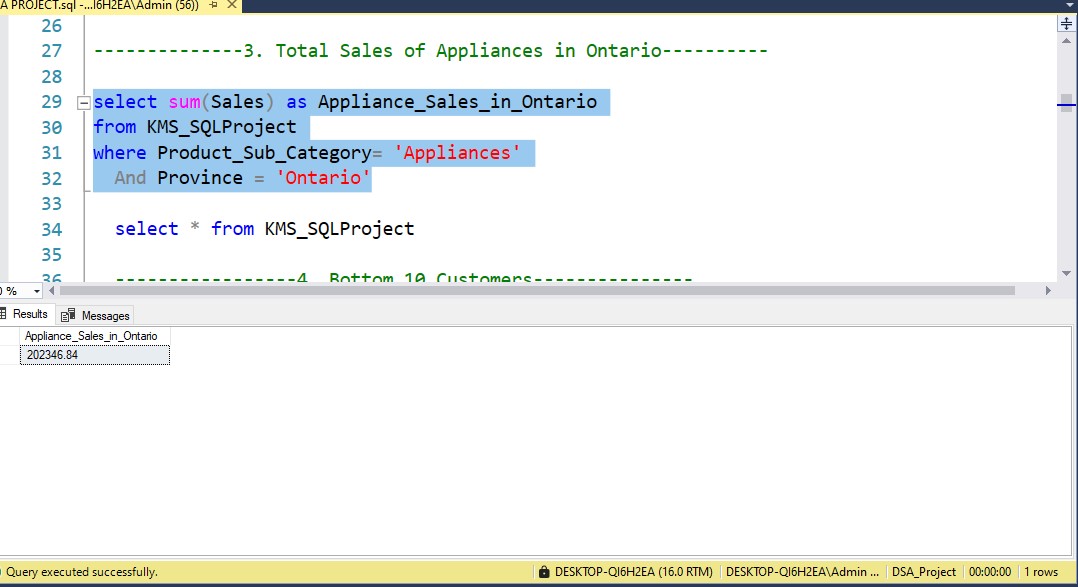 A PROJECT.sql -...I6H2EA\Admin (56))
26
27 --------------3. Total Sales of Appliances in Ontario----------
28
29 select sum(Sales) as Appliance_Sales_in_Ontario
30 from KMS_SQLProject
31 where Product_Sub_Category= 'Appliances'
32 And Province = 'Ontario'
33
34 select * from KMS_SQLProject
35
36 -----------------4. Bottom 10 Customers---------------
0 %
Results Messages
Appliance_Sales_in_Ontario
202346.84
Query executed successfully. DESKTOP-QI6H2EA (16.0 RTM) DESKTOP-QI6H2EA\Admin ... DSA_Project 00:00:00 1 rows